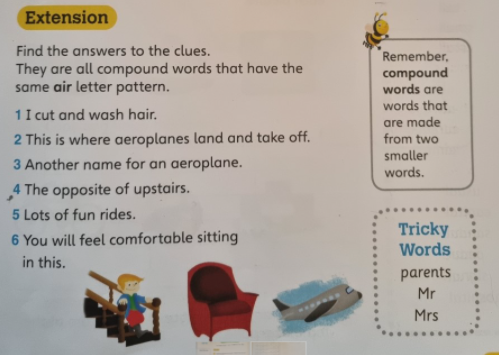 Extension
Find the answers to the clues.
They are all compound words that have the
same air letter pattern.
1 I cut and wash hair.
2 This is where aeroplanes land and take off.
3 Another name for an aeroplane.
4 The opposite of upstairs.
5 Lots of fun rides.
6 You will feel comfortable sitting
in this.
Remember,
compound
words are
words that
are made
from two
smaller
words.
Tricky
Words
parents
Mr
Mrs